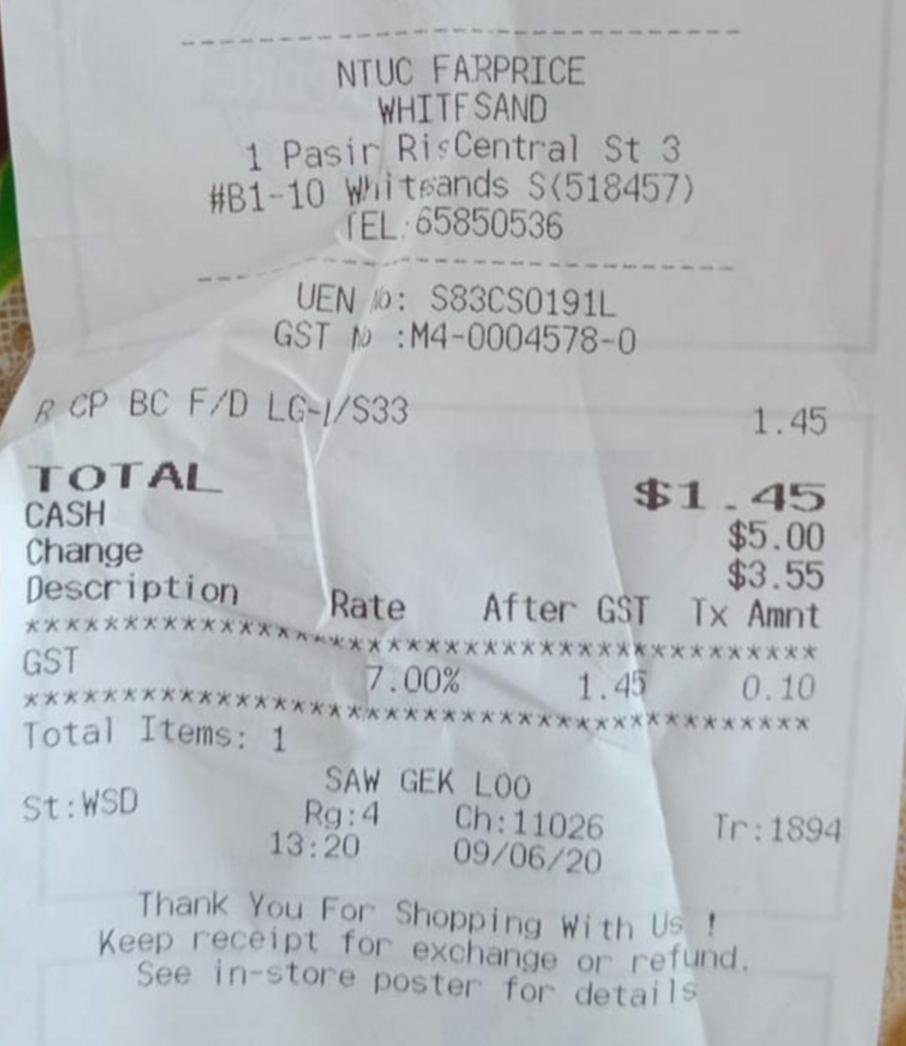 NTUC FARPRICE
WHITESAND
1 Pasir Ris Central St 3
#B1-10 Whitesands S(518457)
TEL:65850536
UEN No: S83CS0191L
GST No :M4-0004578-0
R CP BC F/D LG-I/S33 1.45
TOTAL $1.45
CASH $5.00
Change $3.55
Description Rate After GST Tx Amnt
****************************************
GST 7.00% 1.45 0.10
****************************************
Total Items: 1
SAW GEK LOO
St:WSD Rg:4 Ch:11026 Tr:1894
13:20 09/06/20
Thank You For Shopping With Us !
Keep receipt for exchange or refund.
See in-store poster for details